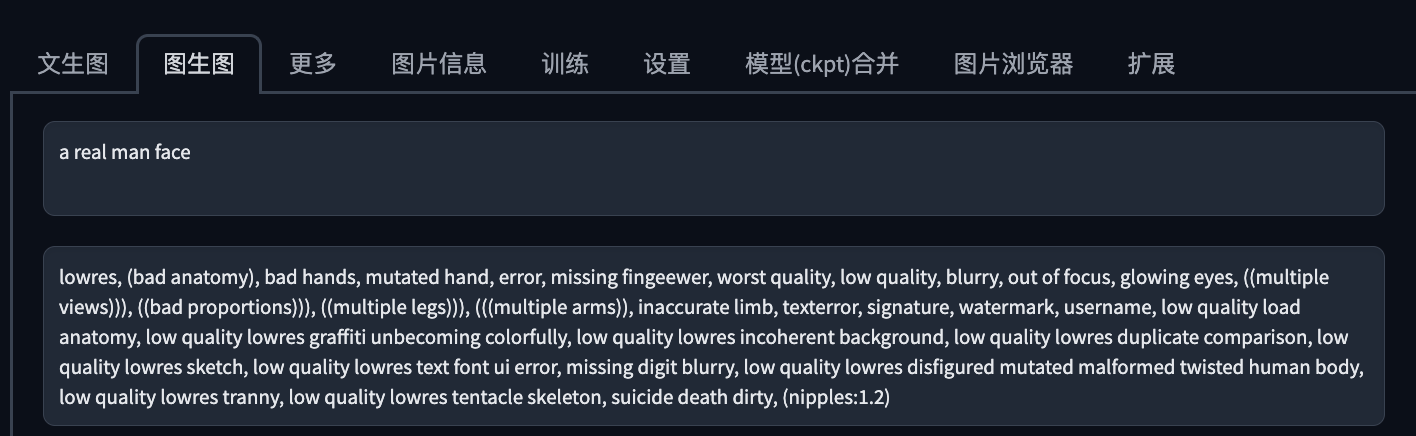 文生图 图生图 更多 图片信息 训练 设置 模型(ckpt)合并 图片浏览器 扩展
a real man face
lowres, (bad anatomy), bad hands, mutated hand, error, missing fingeewer, worst quality, low quality, blurry, out of focus, glowing eyes, ((multiple
views))), ((bad proportions))), ((multiple legs))), (((multiple arms)), inaccurate limb, texterror, signature, watermark, username, low quality load
anatomy, low quality lowres graffiti unbecoming colorfully, low quality lowres incoherent background, low quality lowres duplicate comparison, low
quality lowres sketch, low quality lowres text font ui error, missing digit blurry, low quality lowres disfigured mutated malformed twisted human body,
low quality lowres tranny, low quality lowres tentacle skeleton, suicide death dirty, (nipples:1.2)